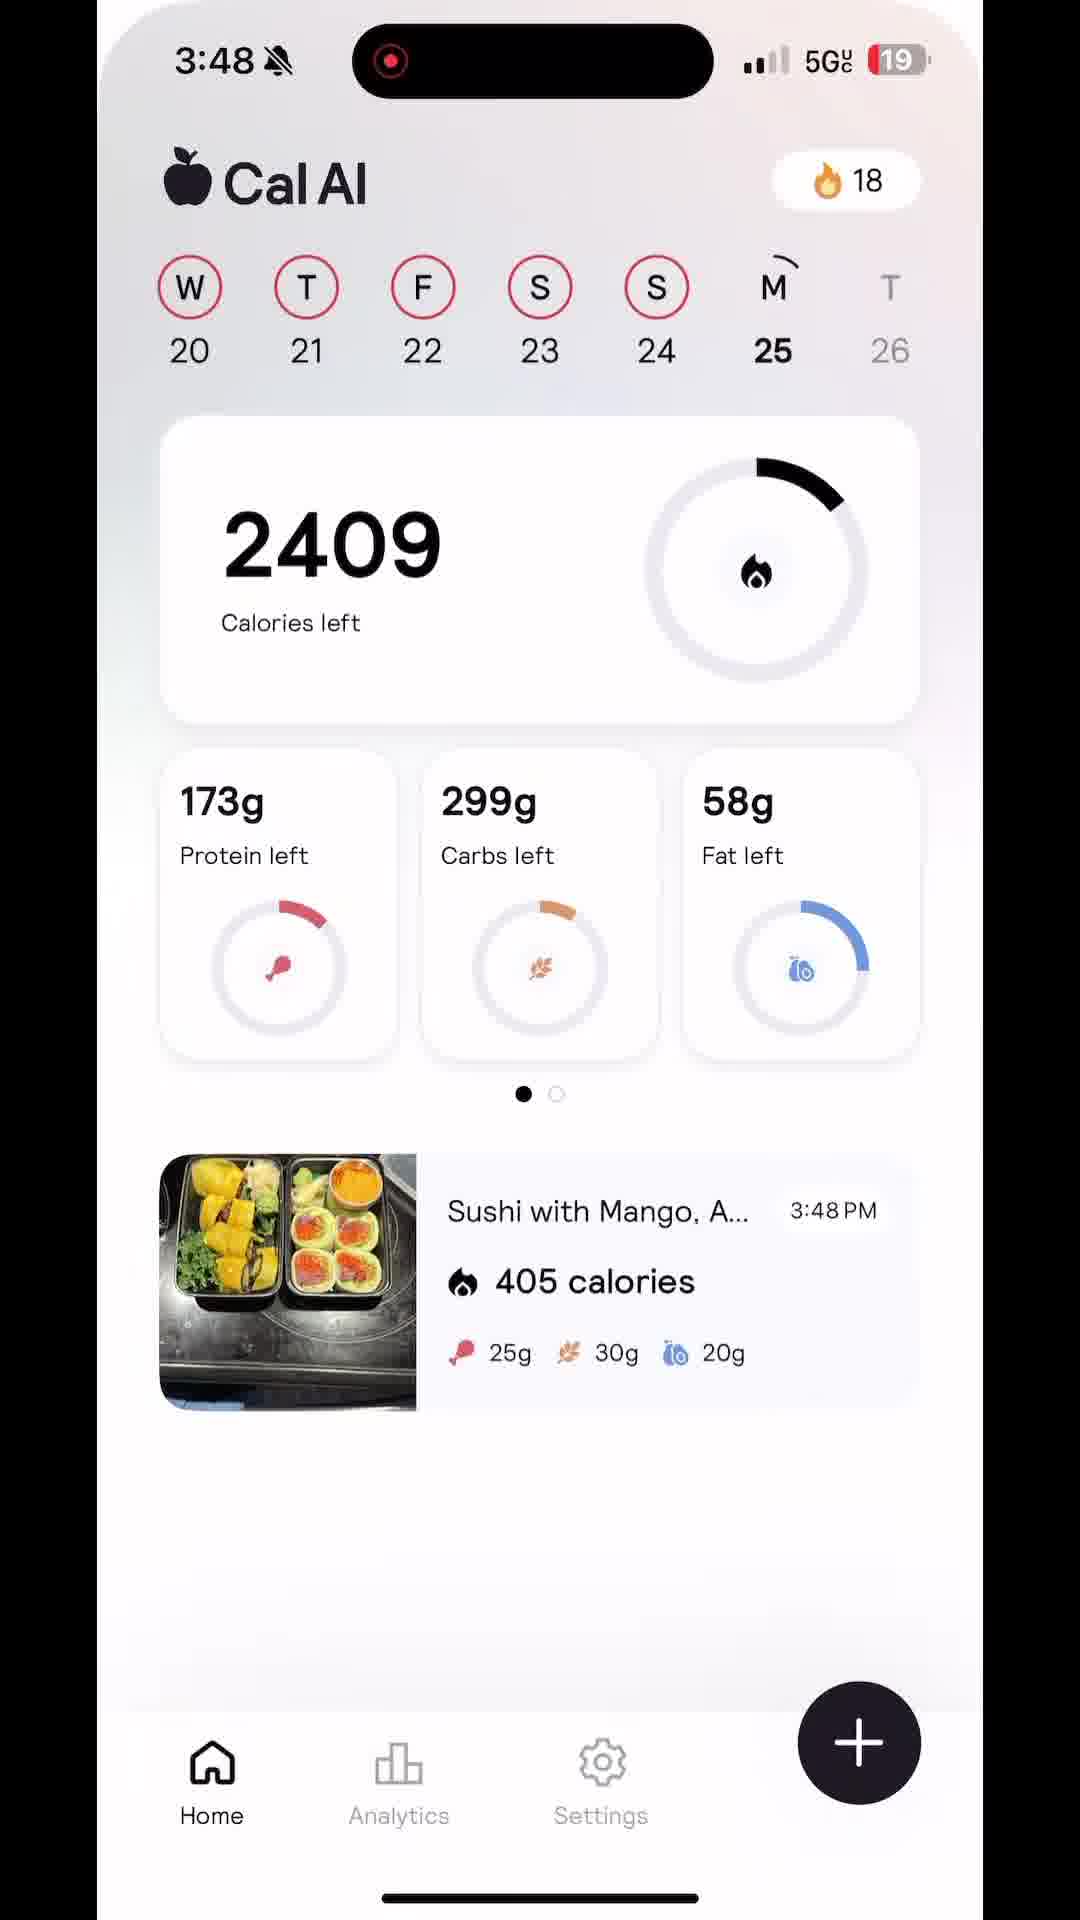 3:48 5G UC 19
Cal AI 18
W T F S S M T
20 21 22 23 24 25 26
2409
Calories left
173g 299g 58g
Protein left Carbs left Fat left
Sushi with Mango, A... 3:48 PM
405 calories
25g 30g 20g
Home Analytics Settings